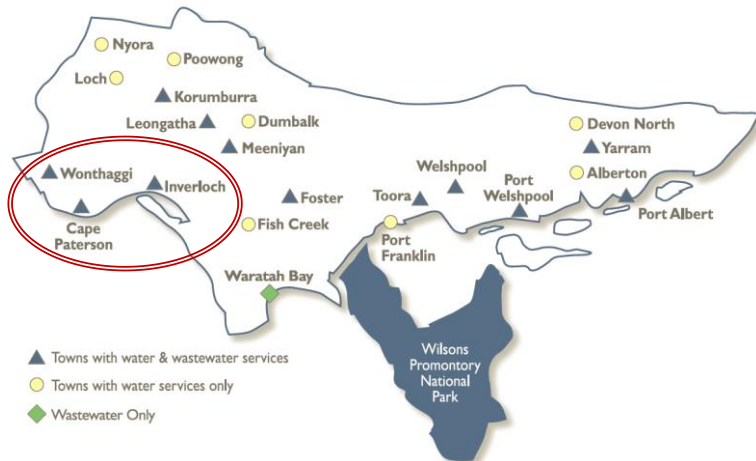 Nyora
Poowong
Loch
Korumburra
Leongatha
Dumbalk
Devon North
Meeniyan
Yarram
Wonthaggi
Inverloch
Welshpool
Alberton
Foster
Toora
Port
Welshpool
Port Albert
Cape
Paterson
Fish Creek
Port
Franklin
Waratah Bay
Wilsons
Promontory
National
Park
Towns with water & wastewater services
Towns with water services only
Wastewater Only